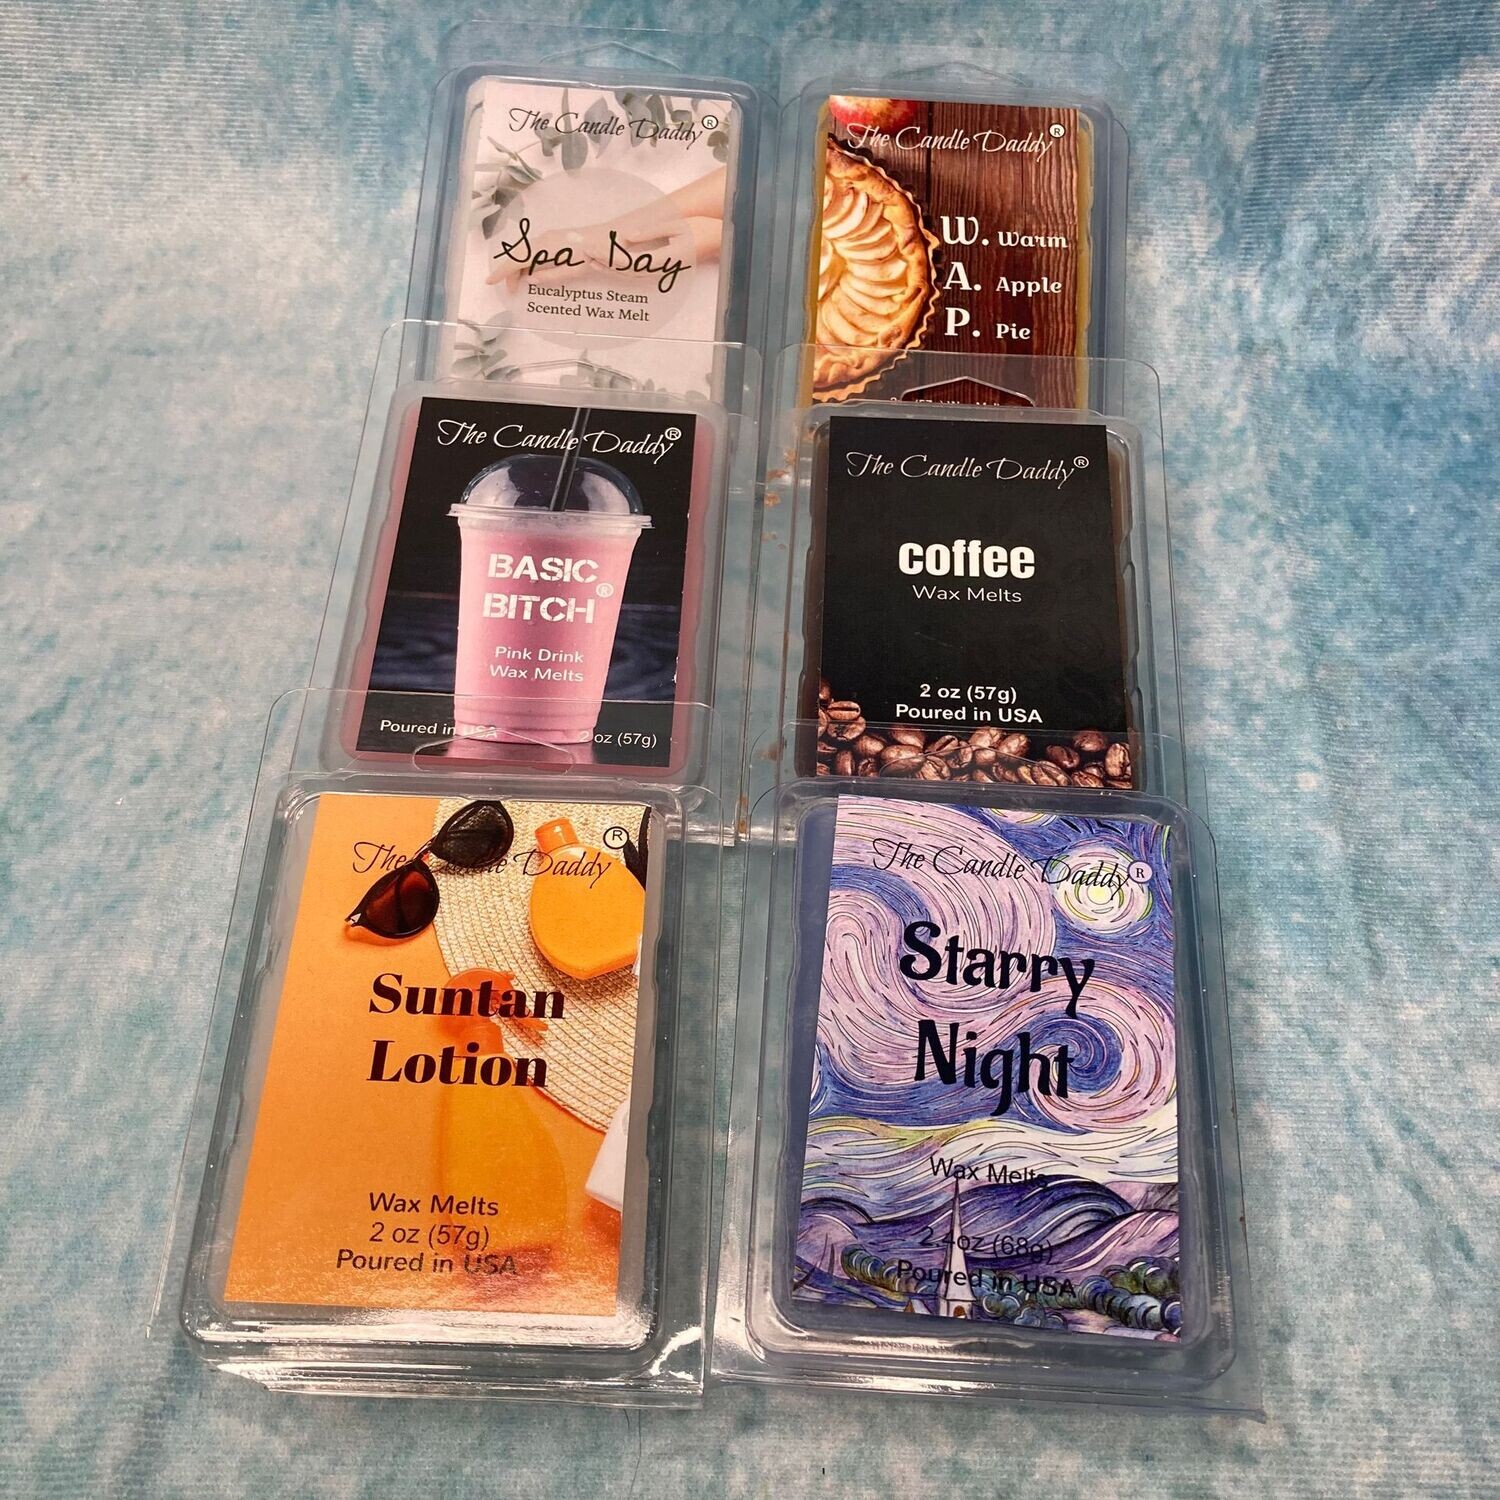 The Candle Daddy®
Spa Day
Eucalyptus Steam
Scented Wax Melt
The Candle Daddy®
W. Warm
A. Apple
P. Pie
The Candle Daddy®
BASIC
BITCH®
Pink Drink
Wax Melts
Poured in USA
2 oz (57g)
The Candle Daddy®
coffee
Wax Melts
2 oz (57g)
Poured in USA
The Candle Daddy®
Suntan
Lotion
Wax Melts
2 oz (57g)
Poured in USA
The Candle Daddy®
Starry
Night
Wax Melts
2.4oz (68g)
Poured in USA